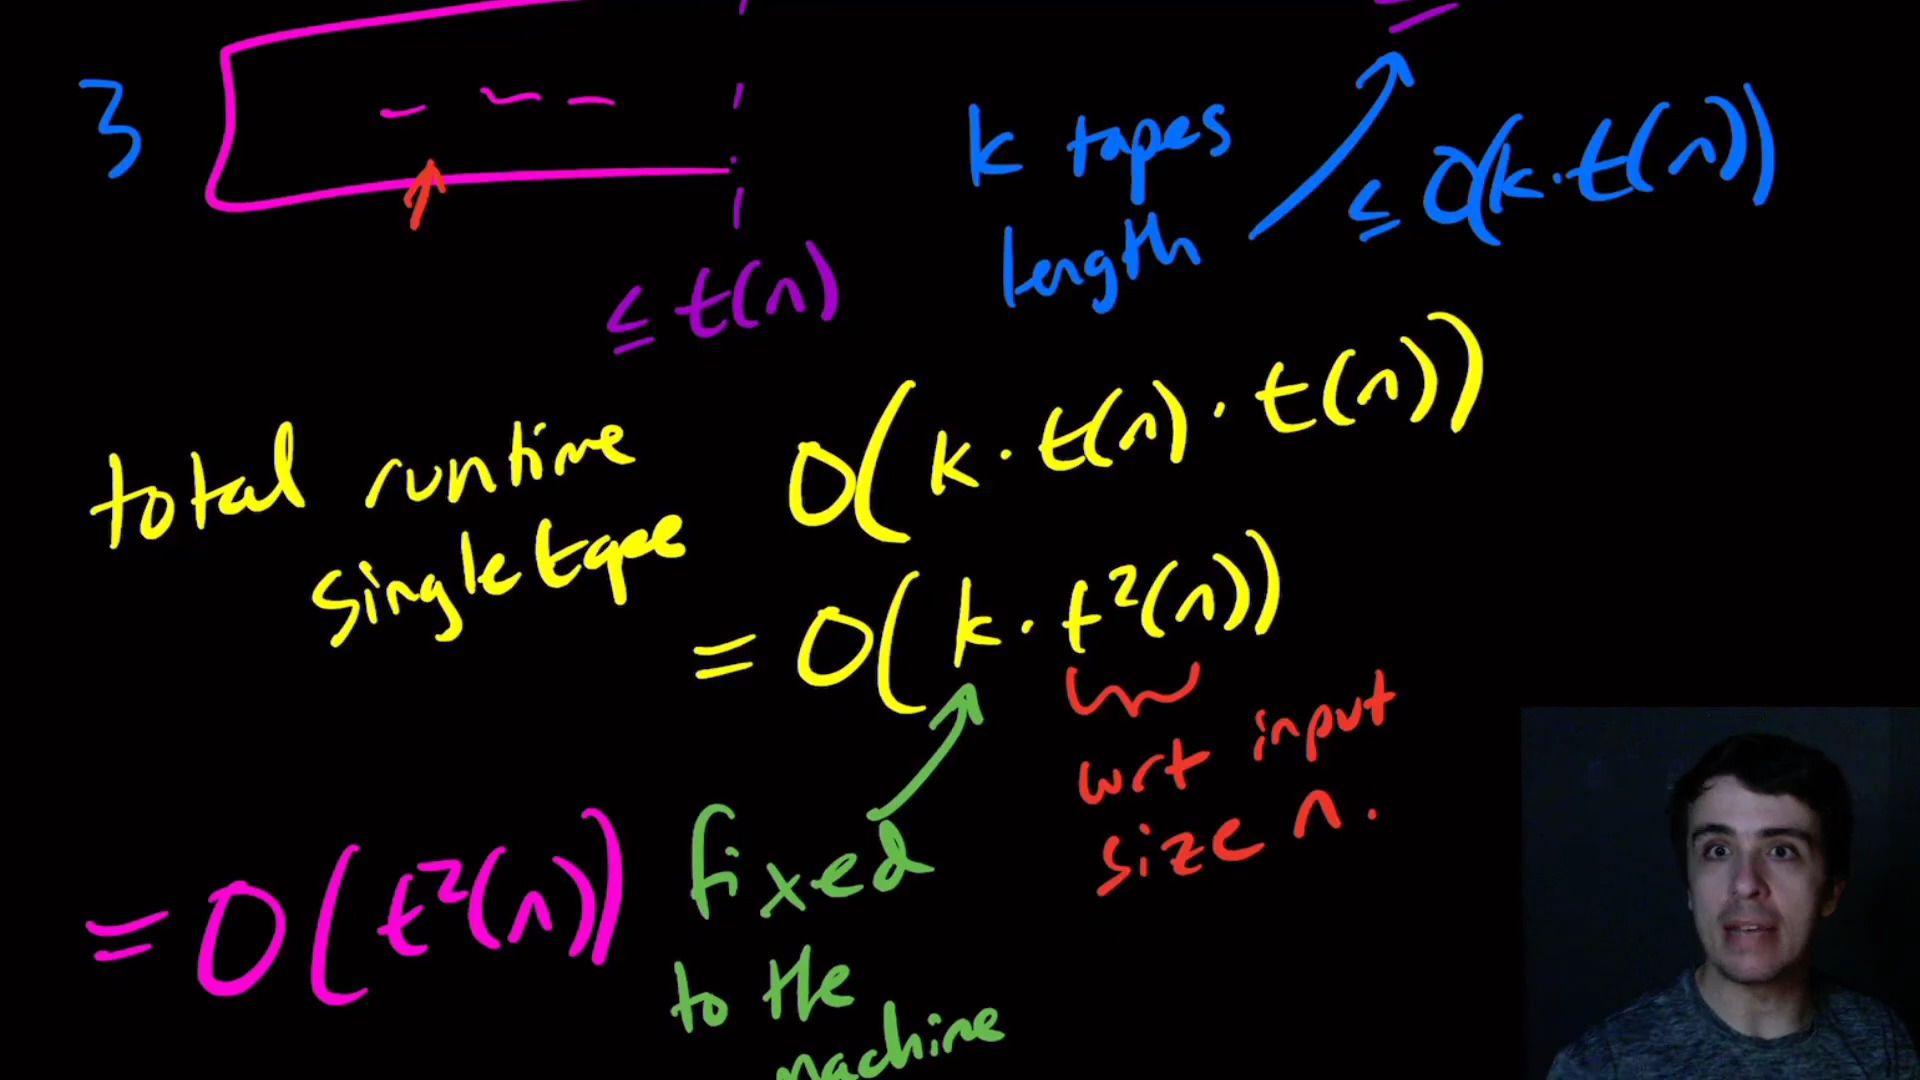 3
k tapes
length
≤ O(k·t(n))
≤ t(n)
total runtime
single tape
O(k·t(n)·t(n))
= O(k·t²(n))
wrt input
size n.
= O(t²(n))
fixed
to the
machine